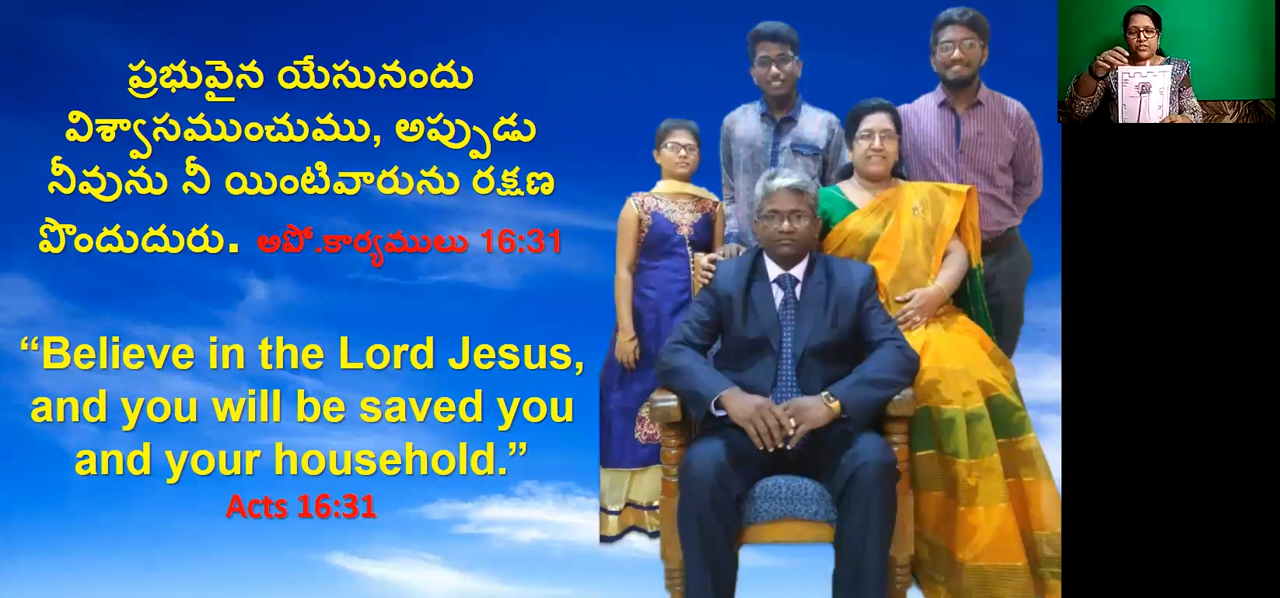 ప్రభువైన యేసునందు
విశ్వాసముంచుము, అప్పుడు
నీవును నీ యింటివారును రక్షణ
పొందుదురు. అపో.కార్యములు 16:31
“Believe in the Lord Jesus,
and you will be saved you
and your household.”
Acts 16:31